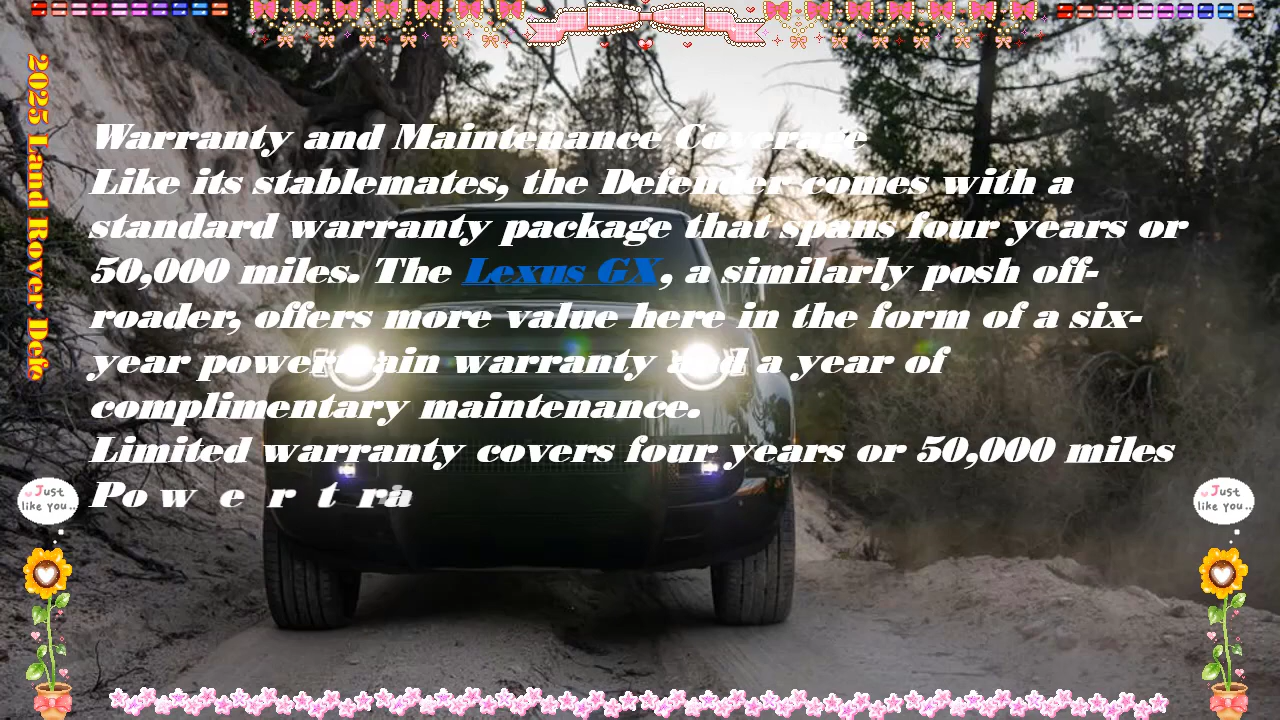 2025 Land Rover Defe
Warranty and Maintenance Coverage
Like its stablemates, the Defender comes with a
standard warranty package that spans four years or
50,000 miles. The Lexus GX, a similarly posh off-
roader, offers more value here in the form of a six-
year powertrain warranty and a year of
complimentary maintenance.
Limited warranty covers four years or 50,000 miles
Powertra
Just
like you..
Just
like you..